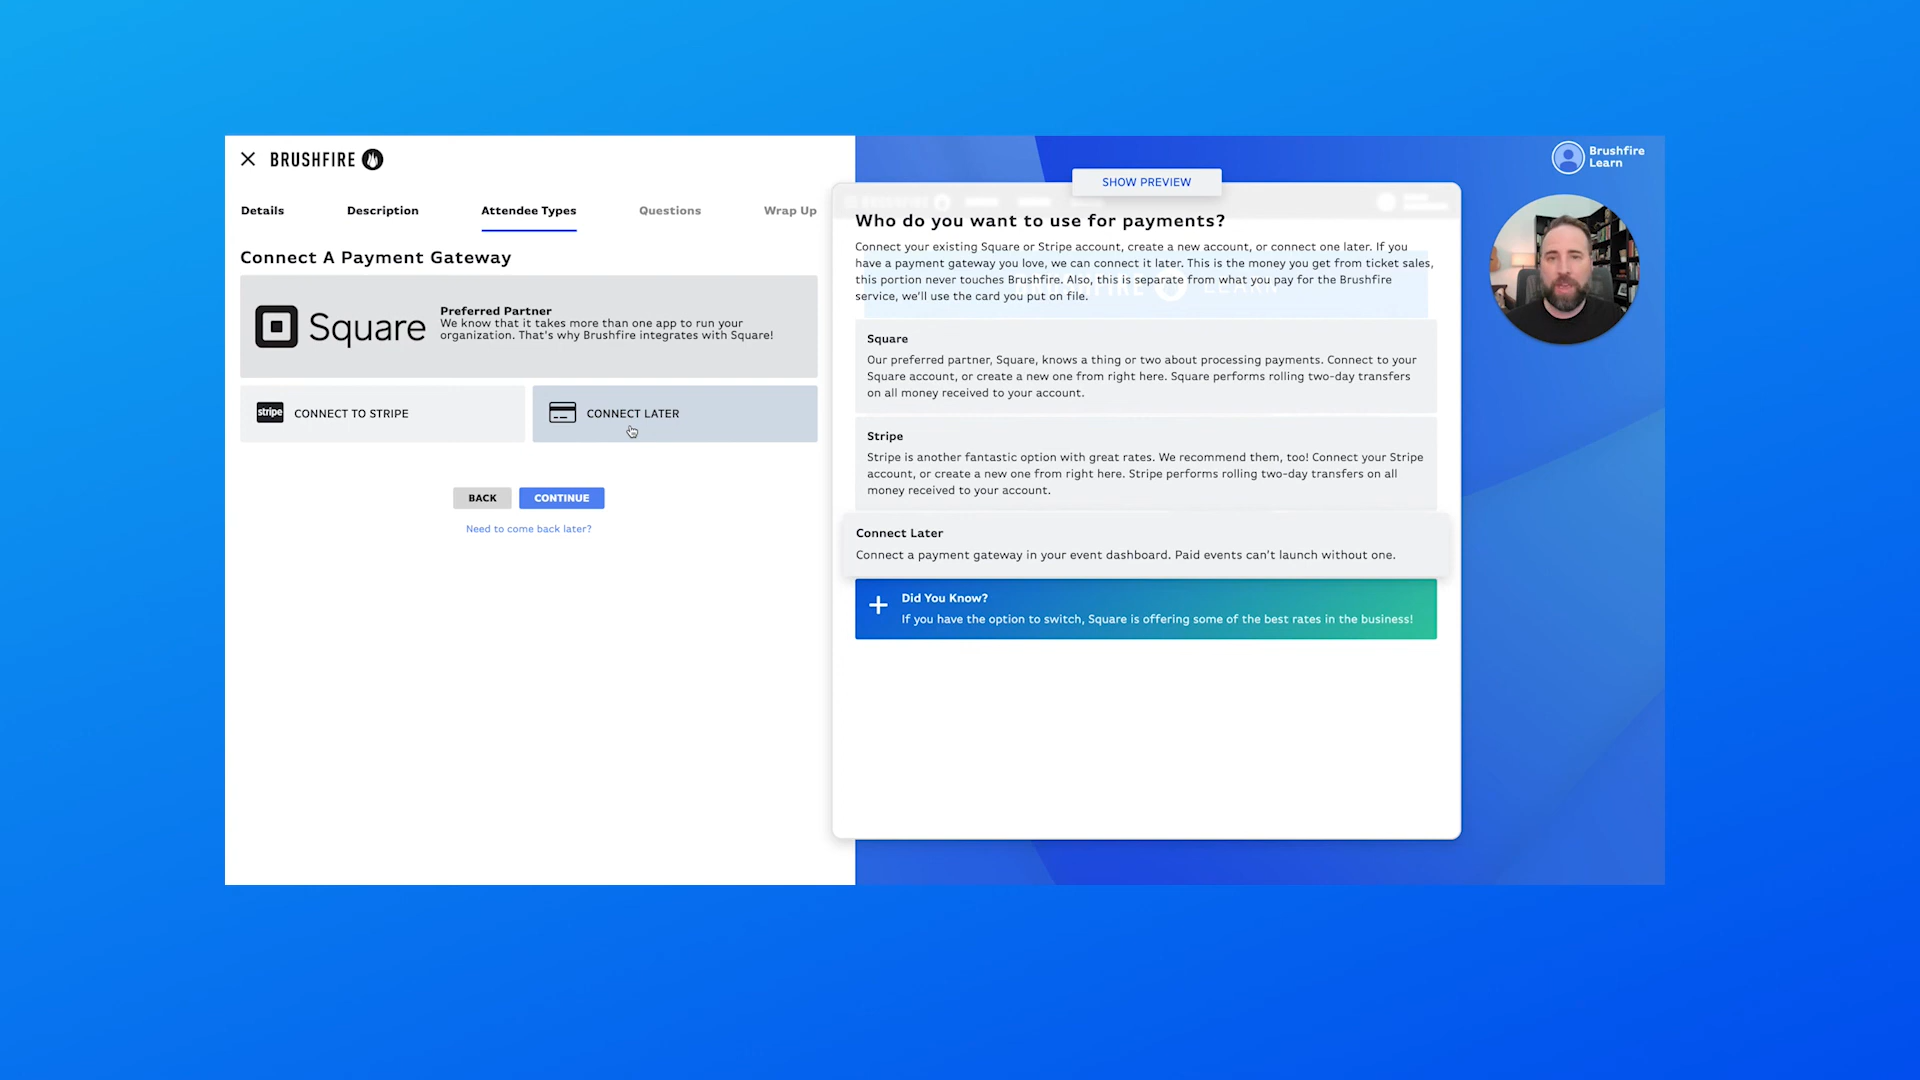 BRUSHFIRE
Details
Description
Attendee Types
Questions
Wrap Up
Connect A Payment Gateway
Square
Preferred Partner
We know that it takes more than one app to run your
organization. That's why Brushfire integrates with Square!
stripe
CONNECT TO STRIPE
CONNECT LATER
BACK
CONTINUE
Need to come back later?
SHOW PREVIEW
Who do you want to use for payments?
Connect your existing Square or Stripe account, create a new account, or connect one later. If you
have a payment gateway you love, we can connect it later. This is the money you get from ticket sales,
this portion never touches Brushfire. Also, this is separate from what you pay for the Brushfire
service, we'll use the card you put on file.
Square
Our preferred partner, Square, knows a thing or two about processing payments. Connect to your
Square account, or create a new one from right here. Square performs rolling two-day transfers
on all money received to your account.
Stripe
Stripe is another fantastic option with great rates. We recommend them, too! Connect your Stripe
account, or create a new one from right here. Stripe performs rolling two-day transfers on all
money received to your account.
Connect Later
Connect a payment gateway in your event dashboard. Paid events can't launch without one.
Did You Know?
If you have the option to switch, Square is offering some of the best rates in the business!
Brushfire
Learn